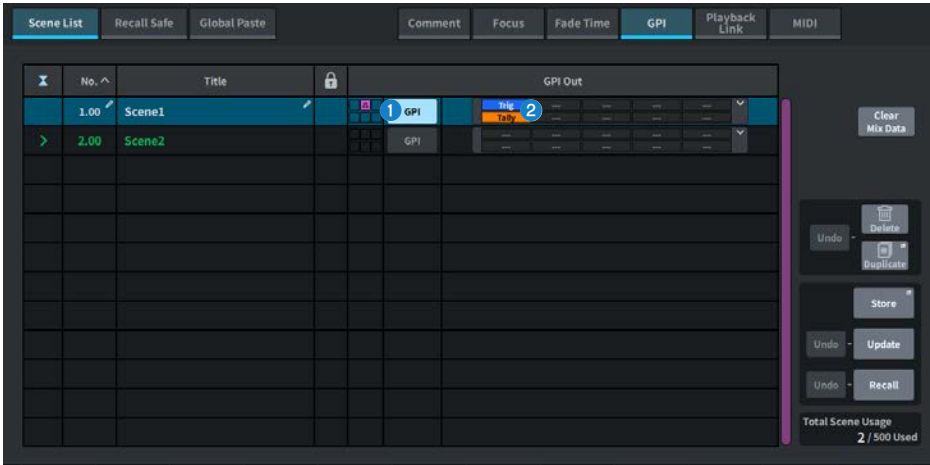 Scene List
Recall Safe
Global Paste
Comment
Focus
Fade Time
GPI
Playback
Link
MIDI
No.
Title
GPI Out
1.00
Scene1
1
GPI
Trig
2
--- --- --- ---
Tally
--- --- --- ---
2.00
Scene2
GPI
--- --- --- --- ---
--- --- --- --- ---
Clear
Mix Data
Undo
Delete
Duplicate
Store
Undo
Update
Undo
Recall
Total Scene Usage
2 / 500 Used